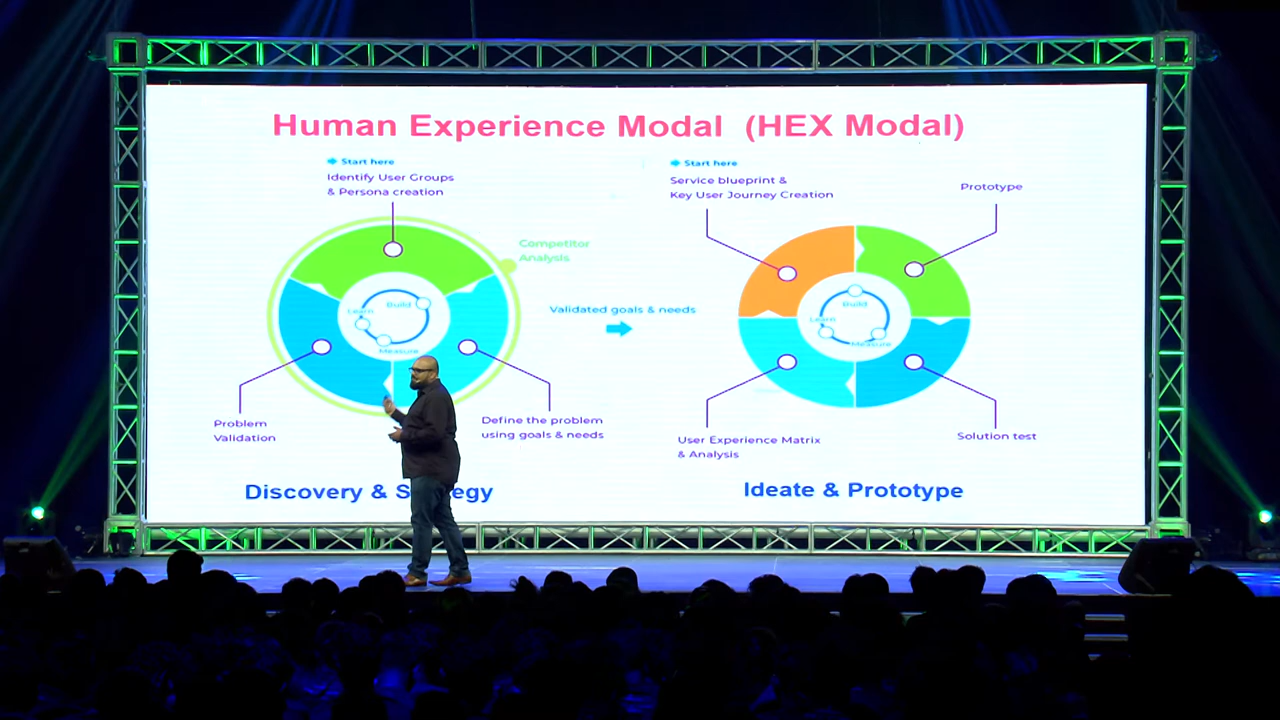 Human Experience Modal (HEX Modal)
Start here
Identify User Groups
& Persona creation
Competitor
Analysis
Build
Learn
Measure
Problem
Validation
Define the problem
using goals & needs
Discovery &
Validated goals & needs
Start here
Service blueprint &
Key User Journey Creation
Prototype
Build
Learn
Measure
User Experience Matrix
& Analysis
Solution test
Ideate & Prototype